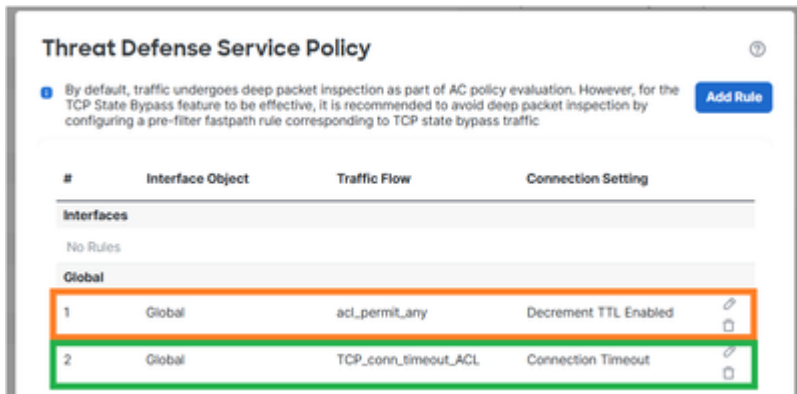 Threat Defense Service Policy
By default, traffic undergoes deep packet inspection as part of AC policy evaluation. However, for the
TCP State Bypass feature to be effective, it is recommended to avoid deep packet inspection by
configuring a pre-filter fastpath rule corresponding to TCP state bypass traffic
Add Rule
# Interface Object Traffic Flow Connection Setting
Interfaces
No Rules
Global
1 Global acl_permit_any Decrement TTL Enabled
2 Global TCP_conn_timeout_ACL Connection Timeout